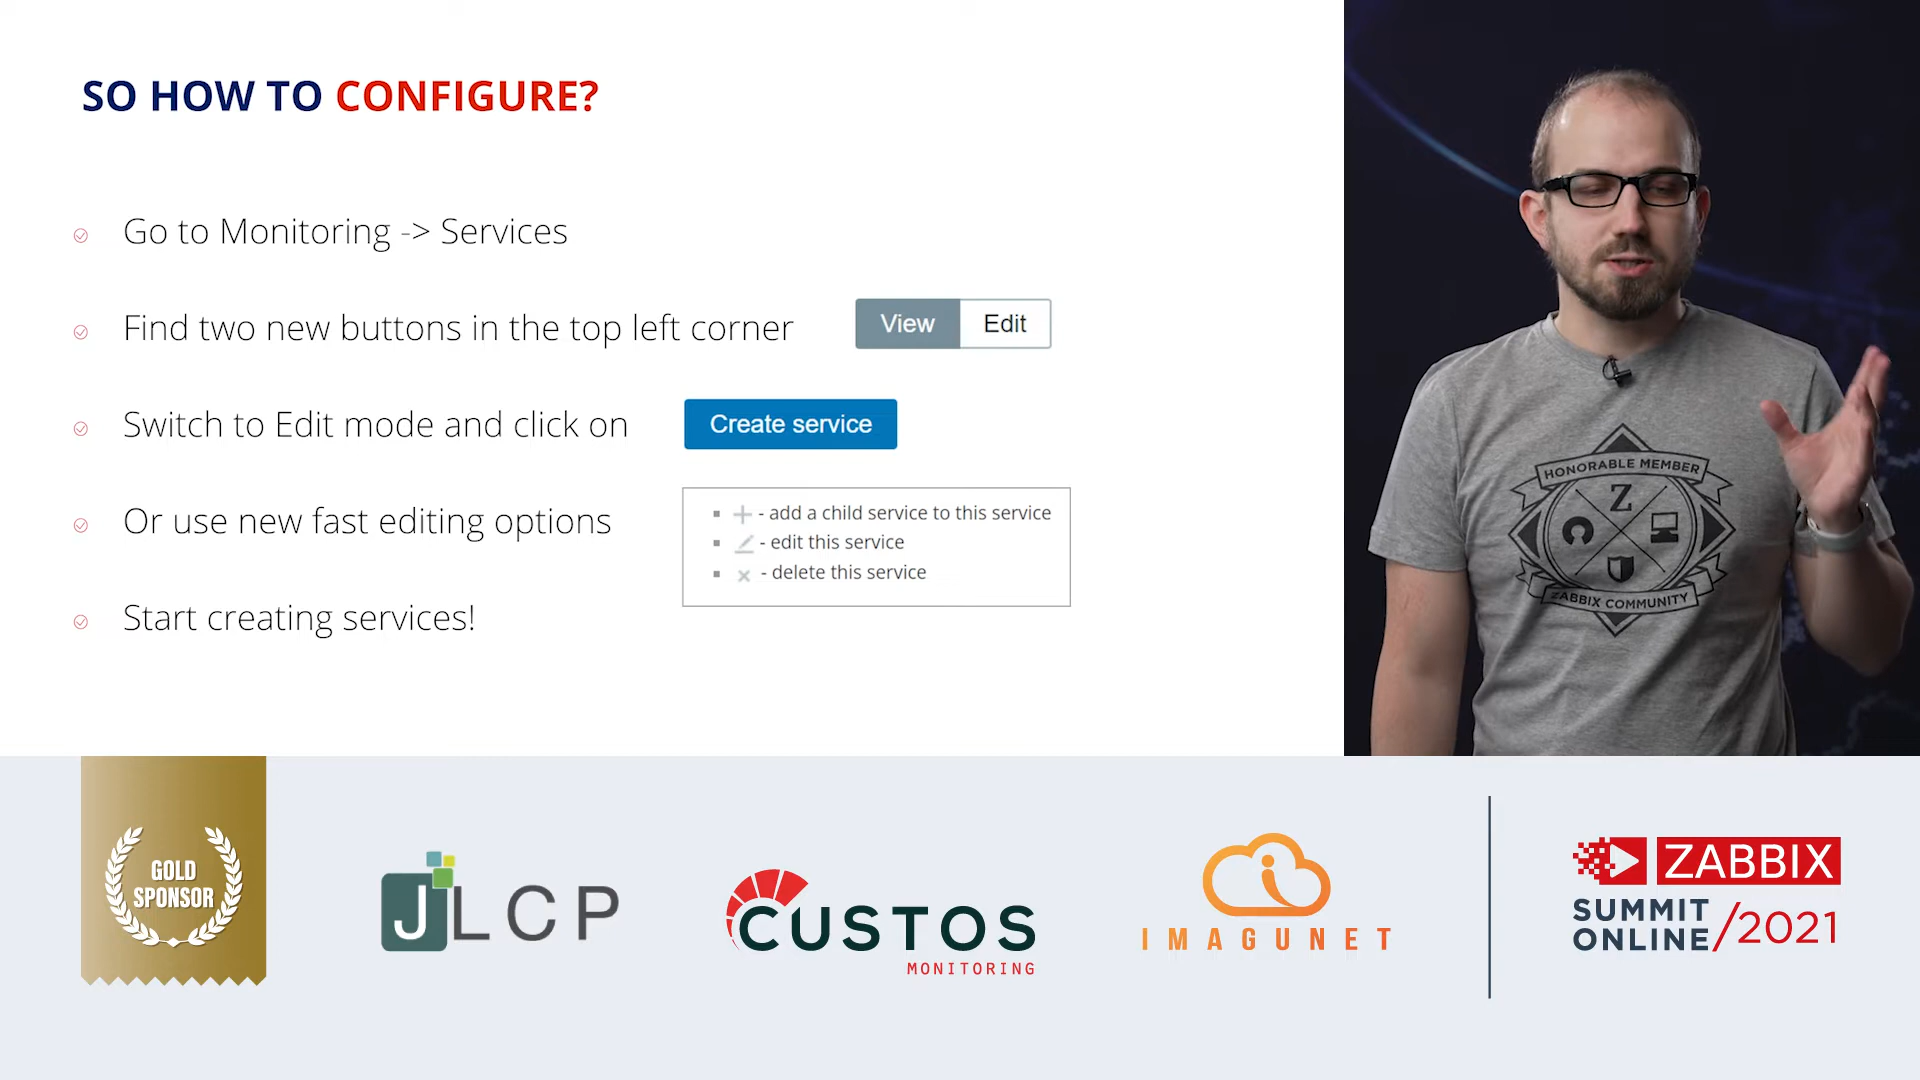 SO HOW TO CONFIGURE?
Go to Monitoring -> Services
Find two new buttons in the top left corner
View Edit
Switch to Edit mode and click on
Create service
Or use new fast editing options
- add a child service to this service
- edit this service
- delete this service
Start creating services!
HONORABLE MEMBER
Z
ZABBIX COMMUNITY
GOLD
SPONSOR
JLCP
CUSTOS
MONITORING
IMAGUNET
ZABBIX
SUMMIT
ONLINE/2021